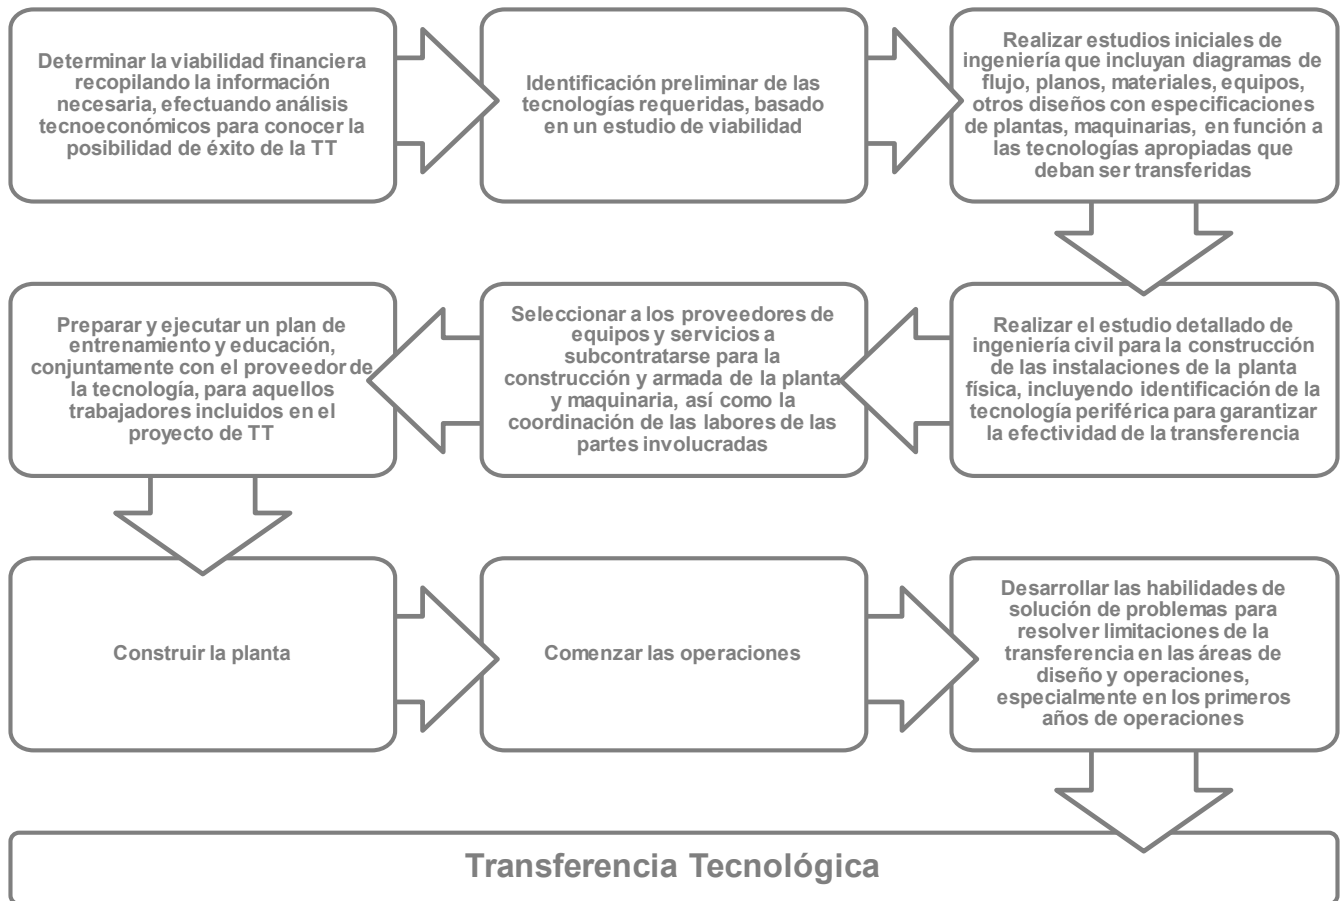 Determinar la viabilidad financiera
recopilando la información
necesaria, efectuando análisis
tecnoeconómicos para conocer la
posibilidad de éxito de la TT
Identificación preliminar de las
tecnologías requeridas, basado
en un estudio de viabilidad
Realizar estudios iniciales de
ingeniería que incluyan diagramas de
flujo, planos, materiales, equipos,
otros diseños con especificaciones
de plantas, maquinarias, en función a
las tecnologías apropiadas que
deban ser transferidas
Realizar el estudio detallado de
ingeniería civil para la construcción
de las instalaciones de la planta
física, incluyendo identificación de la
tecnología periférica para garantizar
la efectividad de la transferencia
Seleccionar a los proveedores de
equipos y servicios a
subcontratarse para la
construcción y armada de la planta
y maquinaria, así como la
coordinación de las labores de las
partes involucradas
Preparar y ejecutar un plan de
entrenamiento y educación,
conjuntamente con el proveedor de
la tecnología, para aquellos
trabajadores incluidos en el
proyecto de TT
Construir la planta
Comenzar las operaciones
Desarrollar las habilidades de
solución de problemas para
resolver limitaciones de la
transferencia en las áreas de
diseño y operaciones,
especialmente en los primeros
años de operaciones
Transferencia Tecnológica